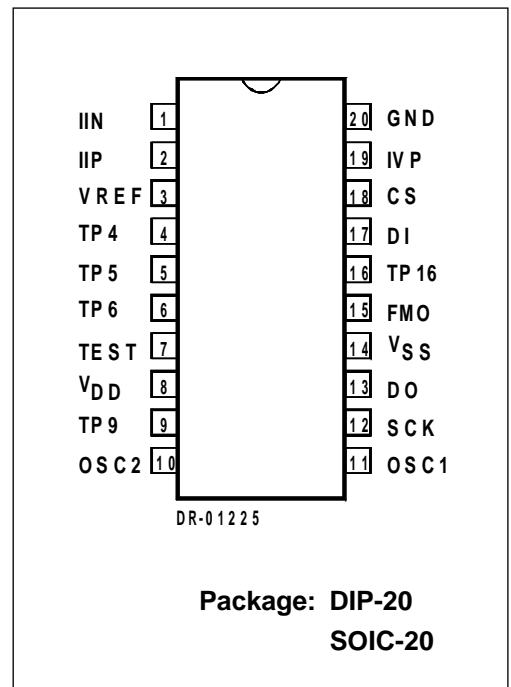 IIN 1 20 GND
IIP 2 19 IVP
VREF 3 18 CS
TP4 4 17 DI
TP5 5 16 TP16
TP6 6 15 FMO
TEST 7 14 VSS
VDD 8 13 DO
TP9 9 12 SCK
OSC2 10 11 OSC1
DR-01225
Package: DIP-20
SOIC-20